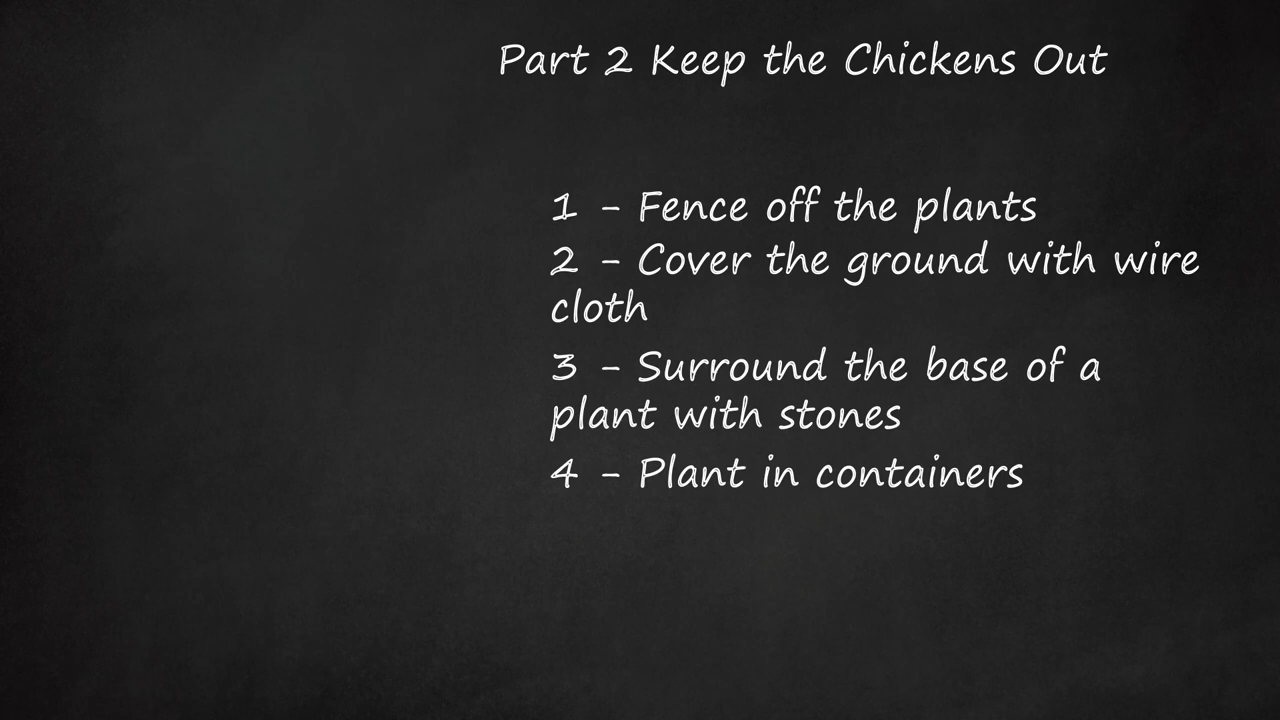 Part 2 Keep the Chickens Out
1 - Fence off the plants
2 - Cover the ground with wire
cloth
3 - Surround the base of a
plant with stones
4 - Plant in containers